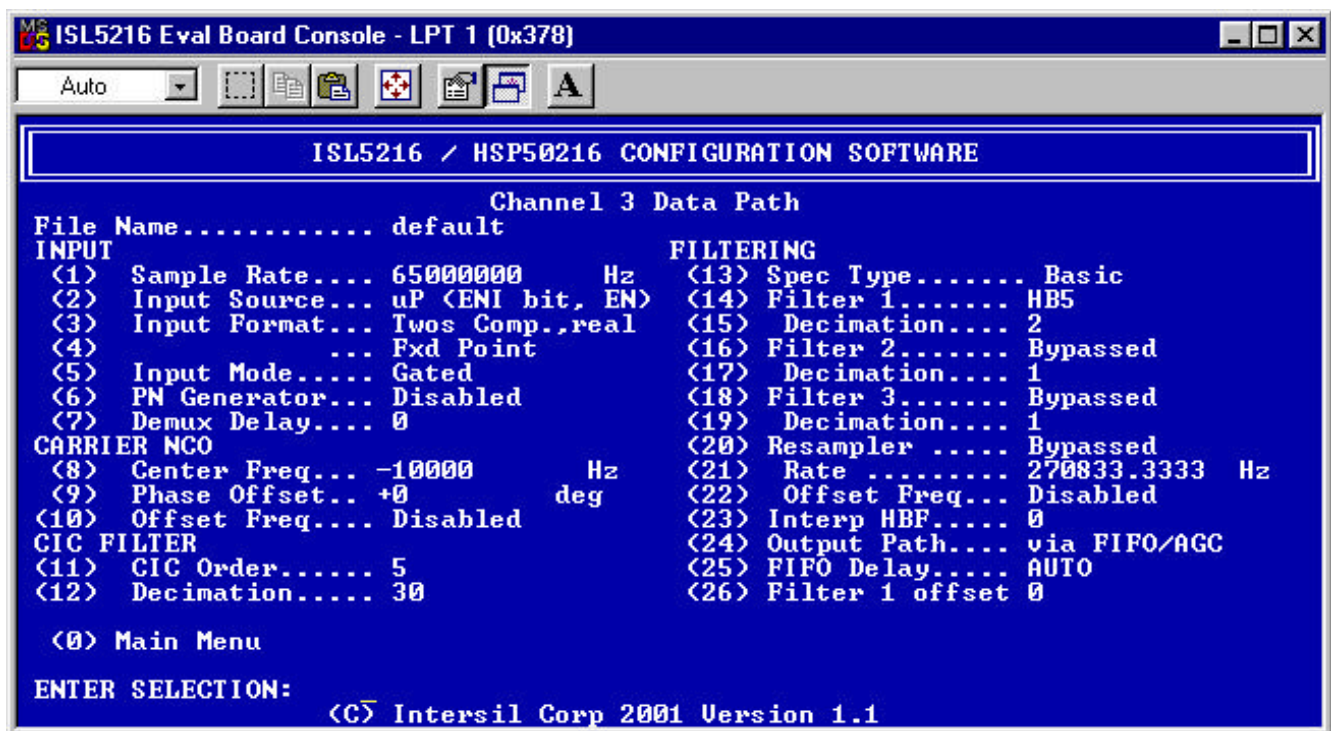 ISL5216 Eval Board Console - LPT 1 (0x378)
Auto
A
ISL5216 / HSP50216 CONFIGURATION SOFTWARE
Channel 3 Data Path
File Name............ default
INPUT
(1) Sample Rate.... 65000000 Hz
(2) Input Source... uP (ENI bit, EN)
(3) Input Format... Twos Comp.,real
(4) ... Fxd Point
(5) Input Mode..... Gated
(6) PN Generator... Disabled
(7) Demux Delay.... 0
CARRIER NCO
(8) Center Freq... -10000 Hz
(9) Phase Offset.. +0 deg
(10) Offset Freq.... Disabled
CIC FILTER
(11) CIC Order...... 5
(12) Decimation..... 30
FILTERING
(13) Spec Type....... Basic
(14) Filter 1....... HB5
(15) Decimation.... 2
(16) Filter 2....... Bypassed
(17) Decimation.... 1
(18) Filter 3....... Bypassed
(19) Decimation.... 1
(20) Resampler ..... Bypassed
(21) Rate ......... 270833.3333 Hz
(22) Offset Freq... Disabled
(23) Interp HBF..... 0
(24) Output Path.... via FIFO/AGC
(25) FIFO Delay..... AUTO
(26) Filter 1 offset 0
(0) Main Menu
ENTER SELECTION:
(C) Intersil Corp 2001 Version 1.1